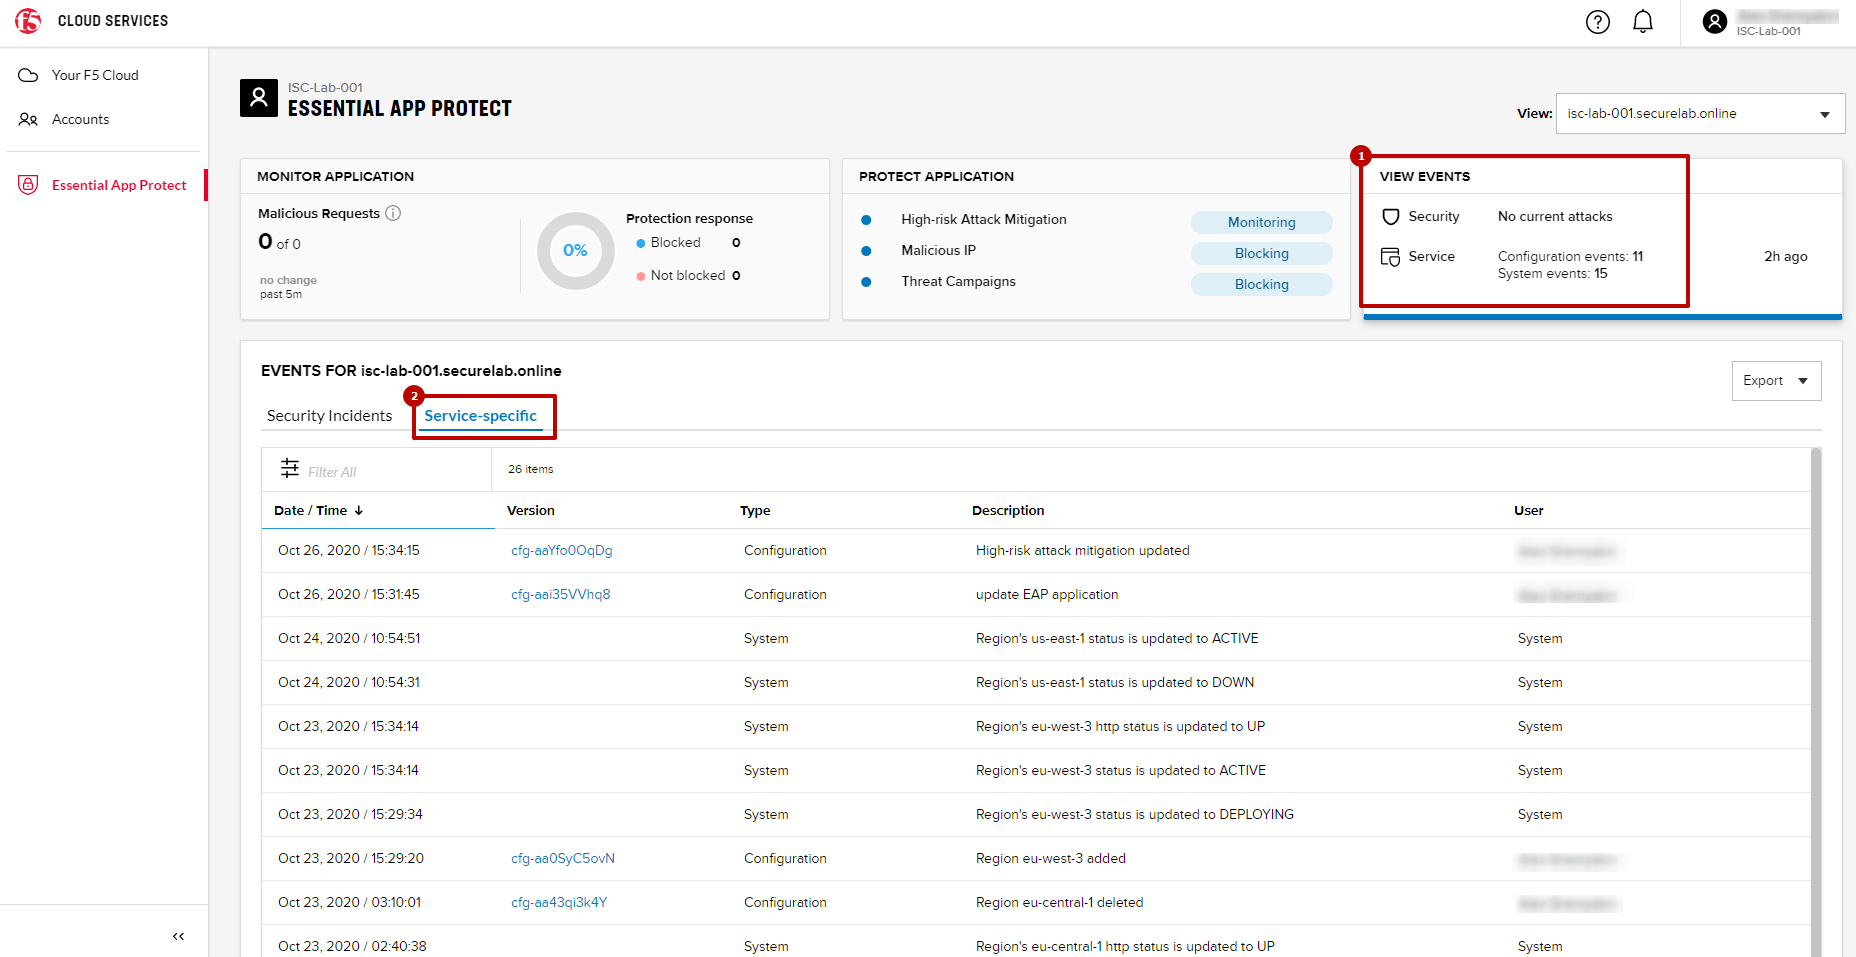 f5 CLOUD SERVICES
ISC-Lab-001
Your F5 Cloud
Accounts
Essential App Protect
ISC-Lab-001
ESSENTIAL APP PROTECT
View: isc-lab-001.securelab.online
MONITOR APPLICATION
Malicious Requests
0 of 0
no change
past 5m
0%
Protection response
Blocked 0
Not blocked 0
PROTECT APPLICATION
High-risk Attack Mitigation Monitoring
Malicious IP Blocking
Threat Campaigns Blocking
1
VIEW EVENTS
Security No current attacks
Service Configuration events: 11
System events: 15
2h ago
EVENTS FOR isc-lab-001.securelab.online
Export
2
Security Incidents Service-specific
Filter All 26 items
Date / Time Version Type Description User
Oct 26, 2020 / 15:34:15 cfg-aaYfo0OqDg Configuration High-risk attack mitigation updated
Oct 26, 2020 / 15:31:45 cfg-aai35VVhq8 Configuration update EAP application
Oct 24, 2020 / 10:54:51 System Region's us-east-1 status is updated to ACTIVE System
Oct 24, 2020 / 10:54:31 System Region's us-east-1 status is updated to DOWN System
Oct 23, 2020 / 15:34:14 System Region's eu-west-3 http status is updated to UP System
Oct 23, 2020 / 15:34:14 System Region's eu-west-3 status is updated to ACTIVE System
Oct 23, 2020 / 15:29:34 System Region's eu-west-3 status is updated to DEPLOYING System
Oct 23, 2020 / 15:29:20 cfg-aa0SyC5ovN Configuration Region eu-west-3 added
Oct 23, 2020 / 03:10:01 cfg-aa43qi3k4Y Configuration Region eu-central-1 deleted
Oct 23, 2020 / 02:40:38 System Region's eu-central-1 http status is updated to UP System